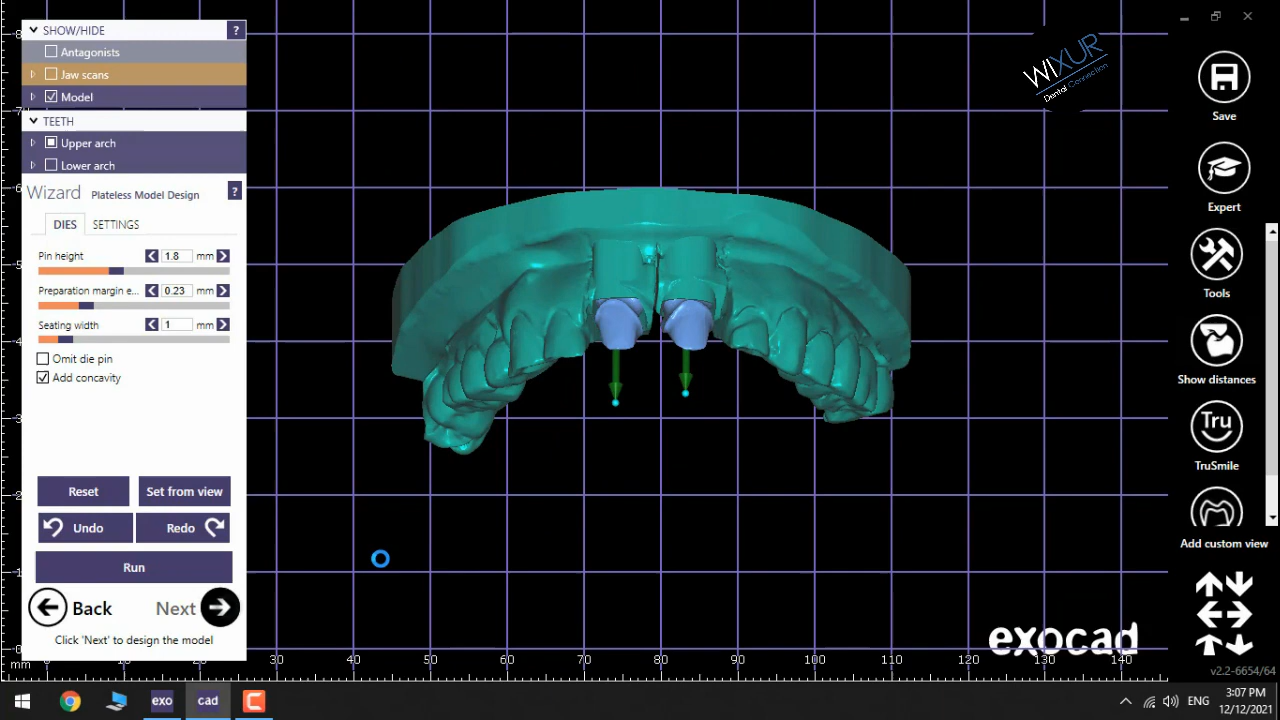 SHOW/HIDE ?
Antagonists
Jaw scans
Model
TEETH
Upper arch
Lower arch
Wizard Plateless Model Design ?
DIES SETTINGS
Pin height 1.8 mm
Preparation margin e... 0.23 mm
Seating width 1 mm
Omit die pin
Add concavity
Reset Set from view
Undo Redo
Run
Back Next
Click 'Next' to design the model
WIXUR
Dental Connection
Save
Expert
Tools
Show distances
Tru
TruSmile
Add custom view
exocad
v2.2-6654/64
mm 0 10 20 30 40 50 60 70 80 90 100 110 120 130 140
exo cad ENG
3:07 PM
12/12/2021